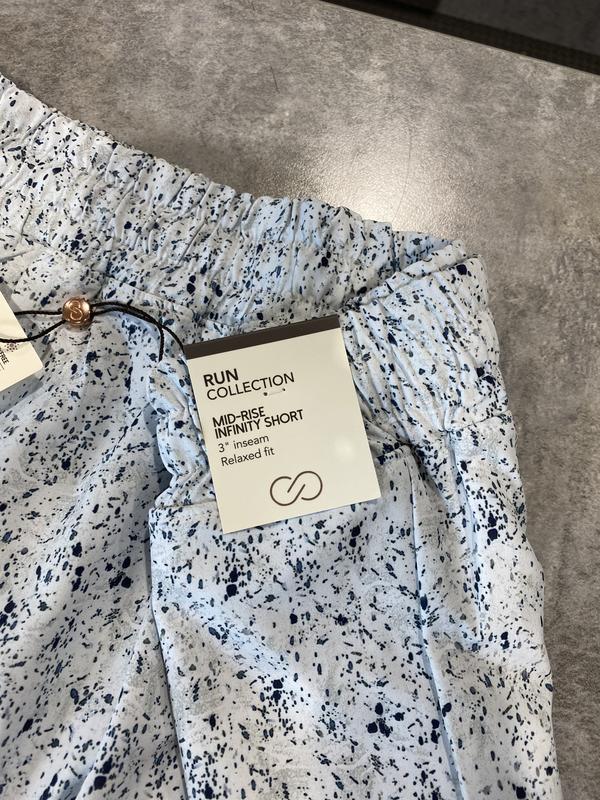 RUN
COLLECTION
MID-RISE
INFINITY SHORT
3" inseam
Relaxed fit